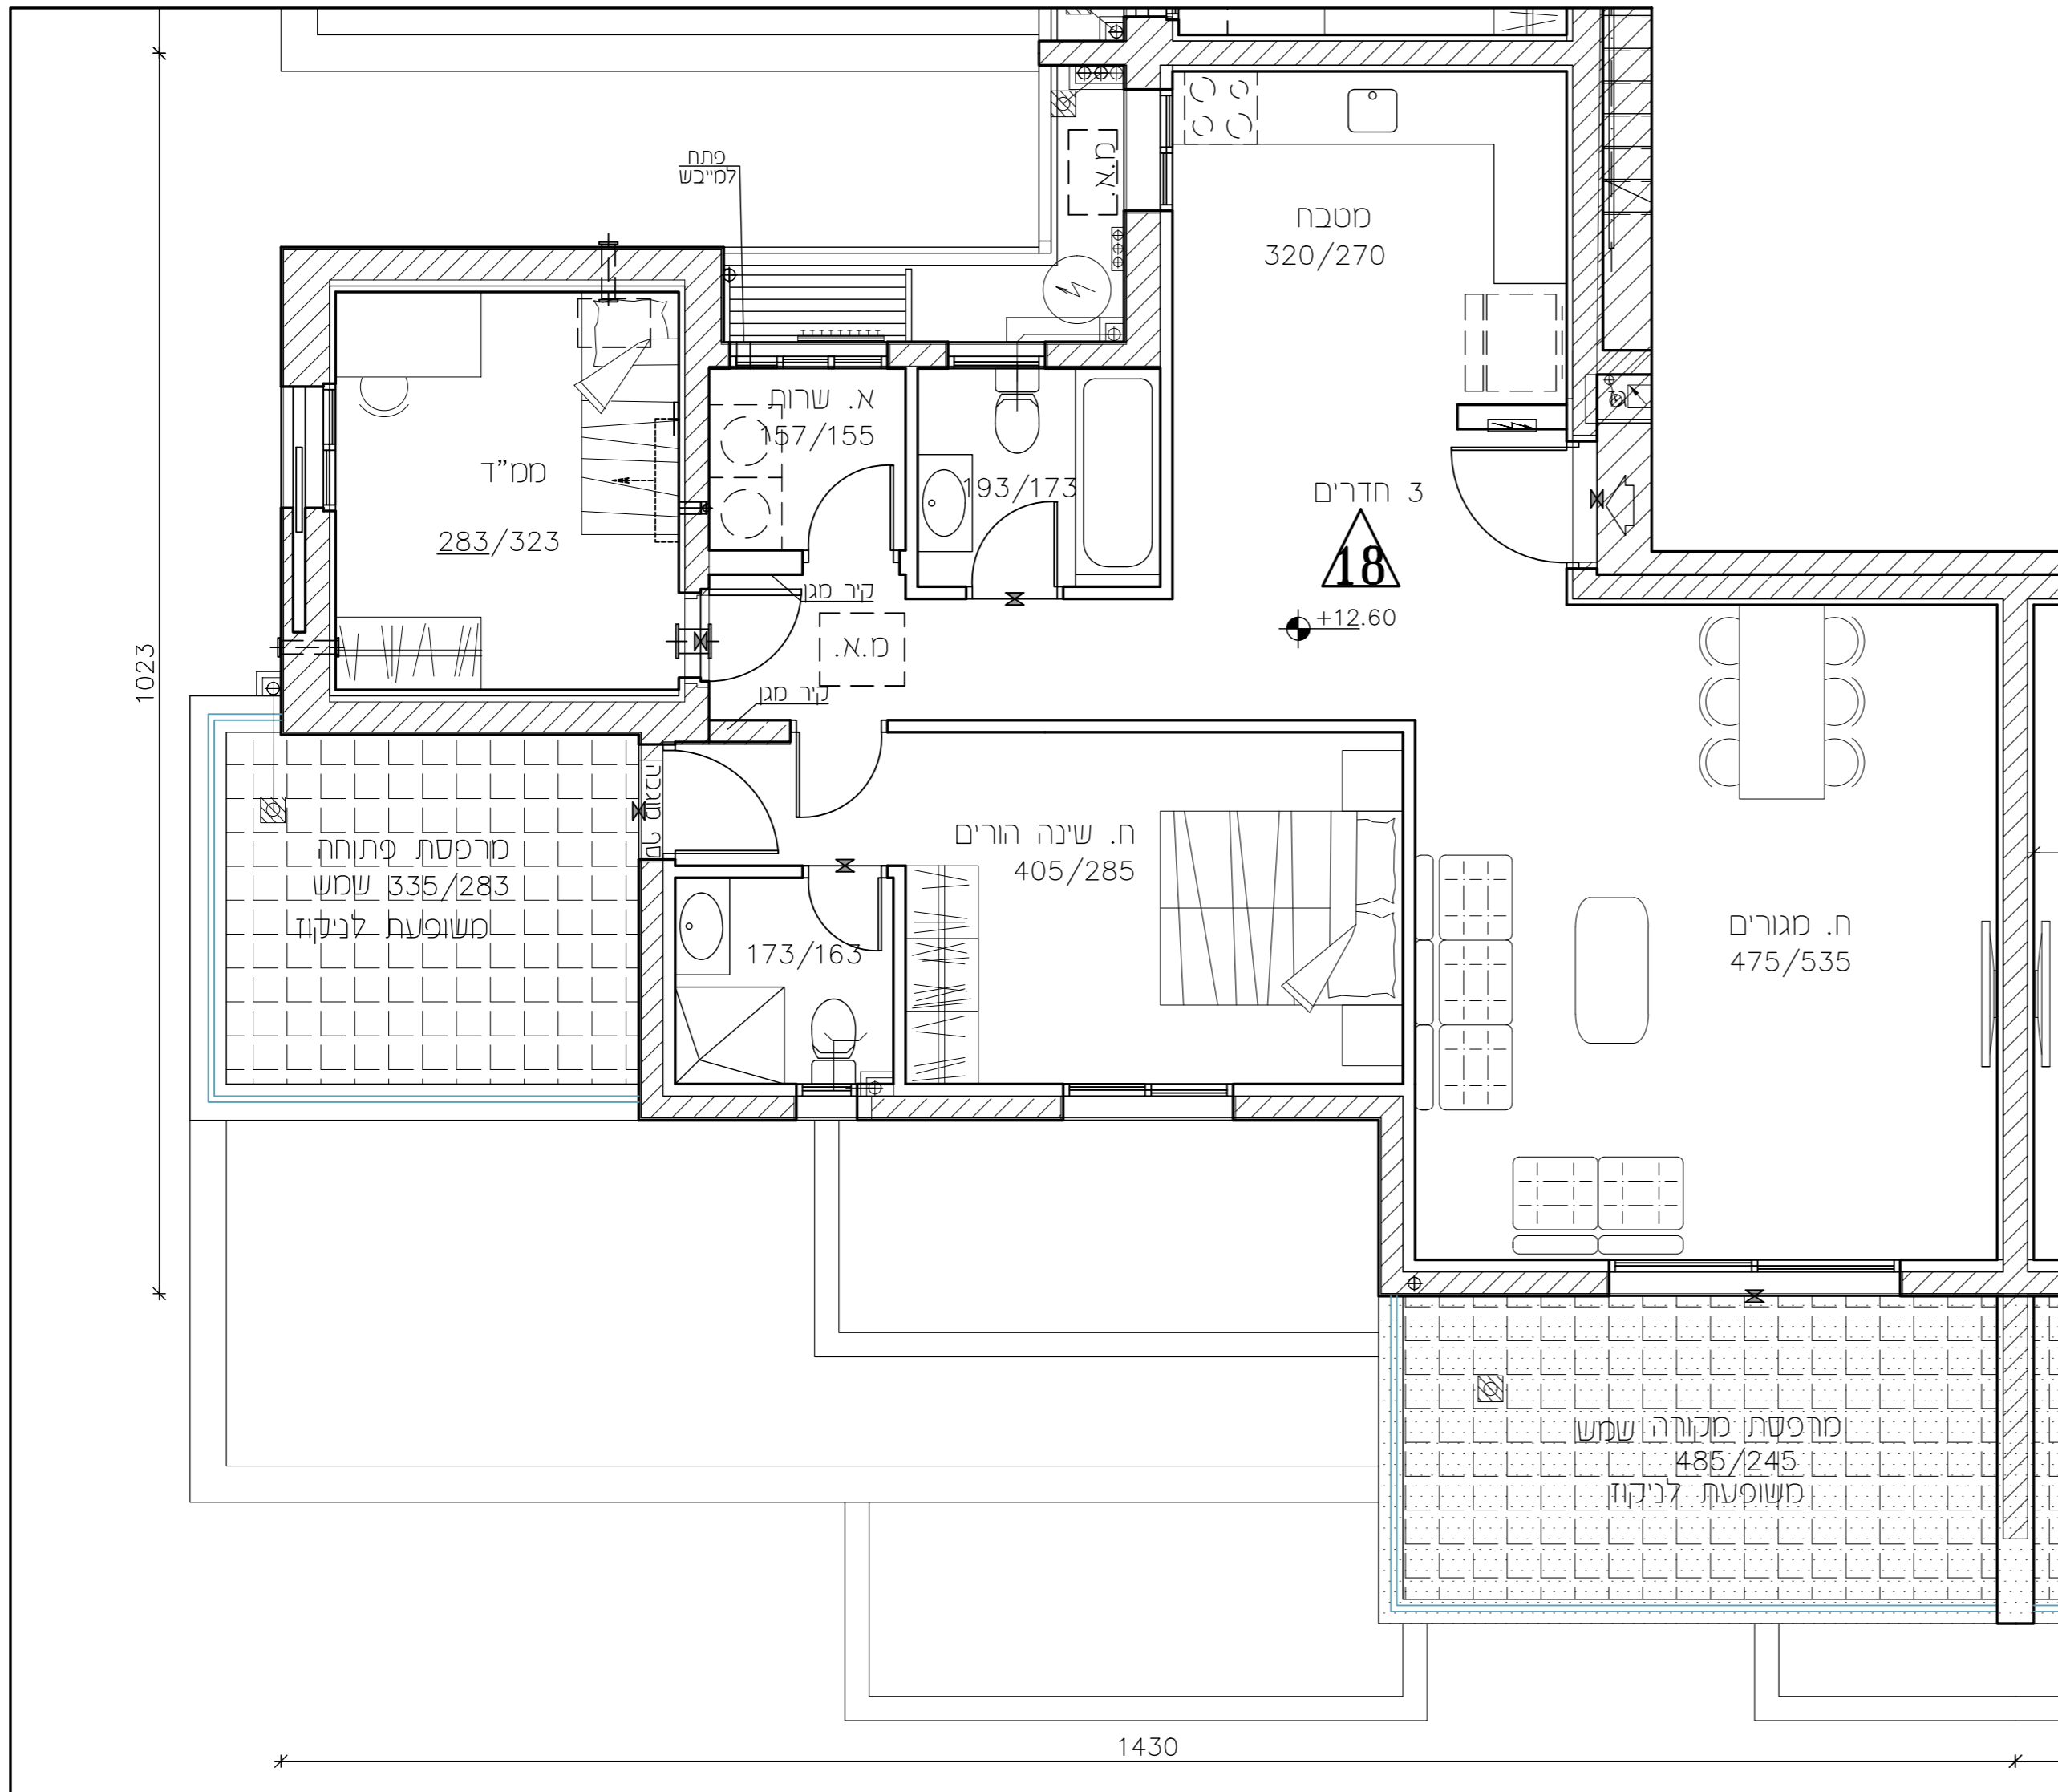 פתח
למייבש
מ.א.
מטבח
320/270
א. שרות
157/155
ממ"ד
283/323
193/173
3 חדרים
18
+12.60
קיר מגן
מ.א.
קיר מגן
1023
מרפסת פתוחה
335/283 שמש
משופעת לניקוז
ח. שינה הורים
405/285
173/163
ח. מגורים
475/535
מרפסת מקורה שמש
485/245
משופעת לניקוז
1430